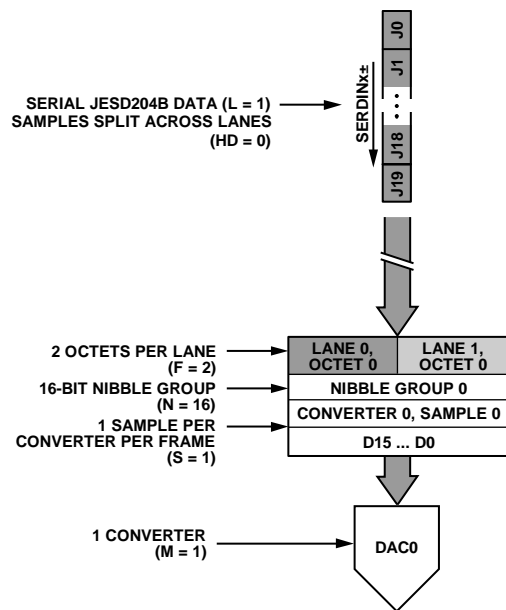 J0
J1
SERDINx±
SERIAL JESD204B DATA (L = 1)
SAMPLES SPLIT ACROSS LANES
(HD = 0)
J18
J19
2 OCTETS PER LANE
(F = 2)
LANE 0,
OCTET 0
LANE 1,
OCTET 0
16-BIT NIBBLE GROUP
(N = 16)
NIBBLE GROUP 0
1 SAMPLE PER
CONVERTER PER FRAME
(S = 1)
CONVERTER 0, SAMPLE 0
D15 ... D0
1 CONVERTER
(M = 1)
DAC0